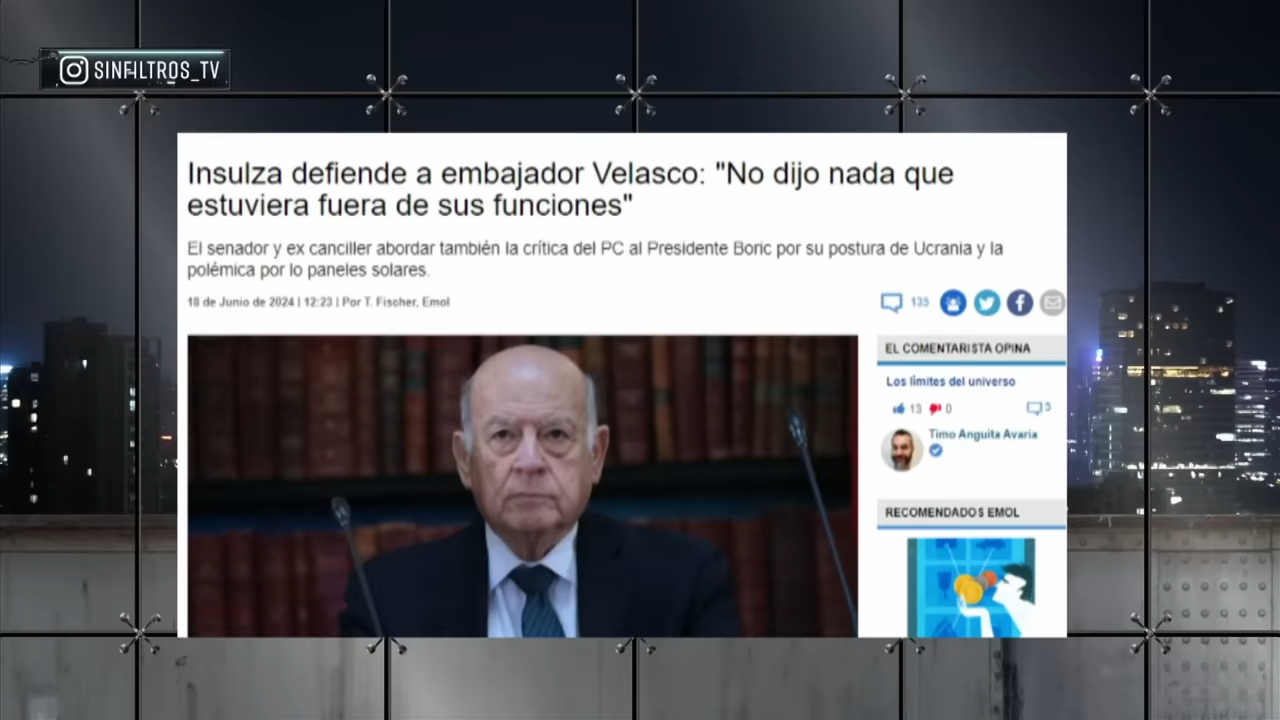 SINFILTROS_TV
Insulza defiende a embajador Velasco: "No dijo nada que
estuviera fuera de sus funciones"
El senador y ex canciller abordar también la crítica del PC al Presidente Boric por su postura de Ucrania y la
polémica por lo paneles solares.
18 de Junio de 2024 | 12:23 | Por T. Fischer, Emol
135
EL COMENTARISTA OPINA
Los límites del universo
13 0 5
Timo Anguita Avaria
RECOMENDADOS EMOL